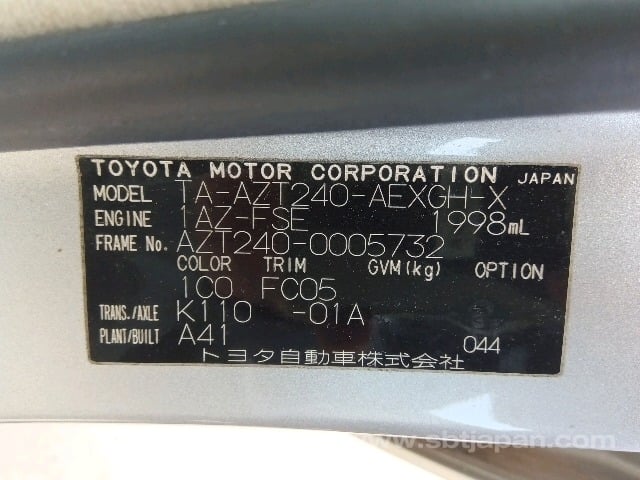 TOYOTA MOTOR CORPORATION JAPAN
MODEL TA-AZT240-AEXGH-X
ENGINE 1AZ-FSE 1998mL
FRAME No. AZT240-0005732
COLOR TRIM GVM(kg) OPTION
1C0 FC05
TRANS./AXLE K110 -01A
PLANT/BUILT A41 044
トヨタ自動車株式会社
www.sbtjapan.com